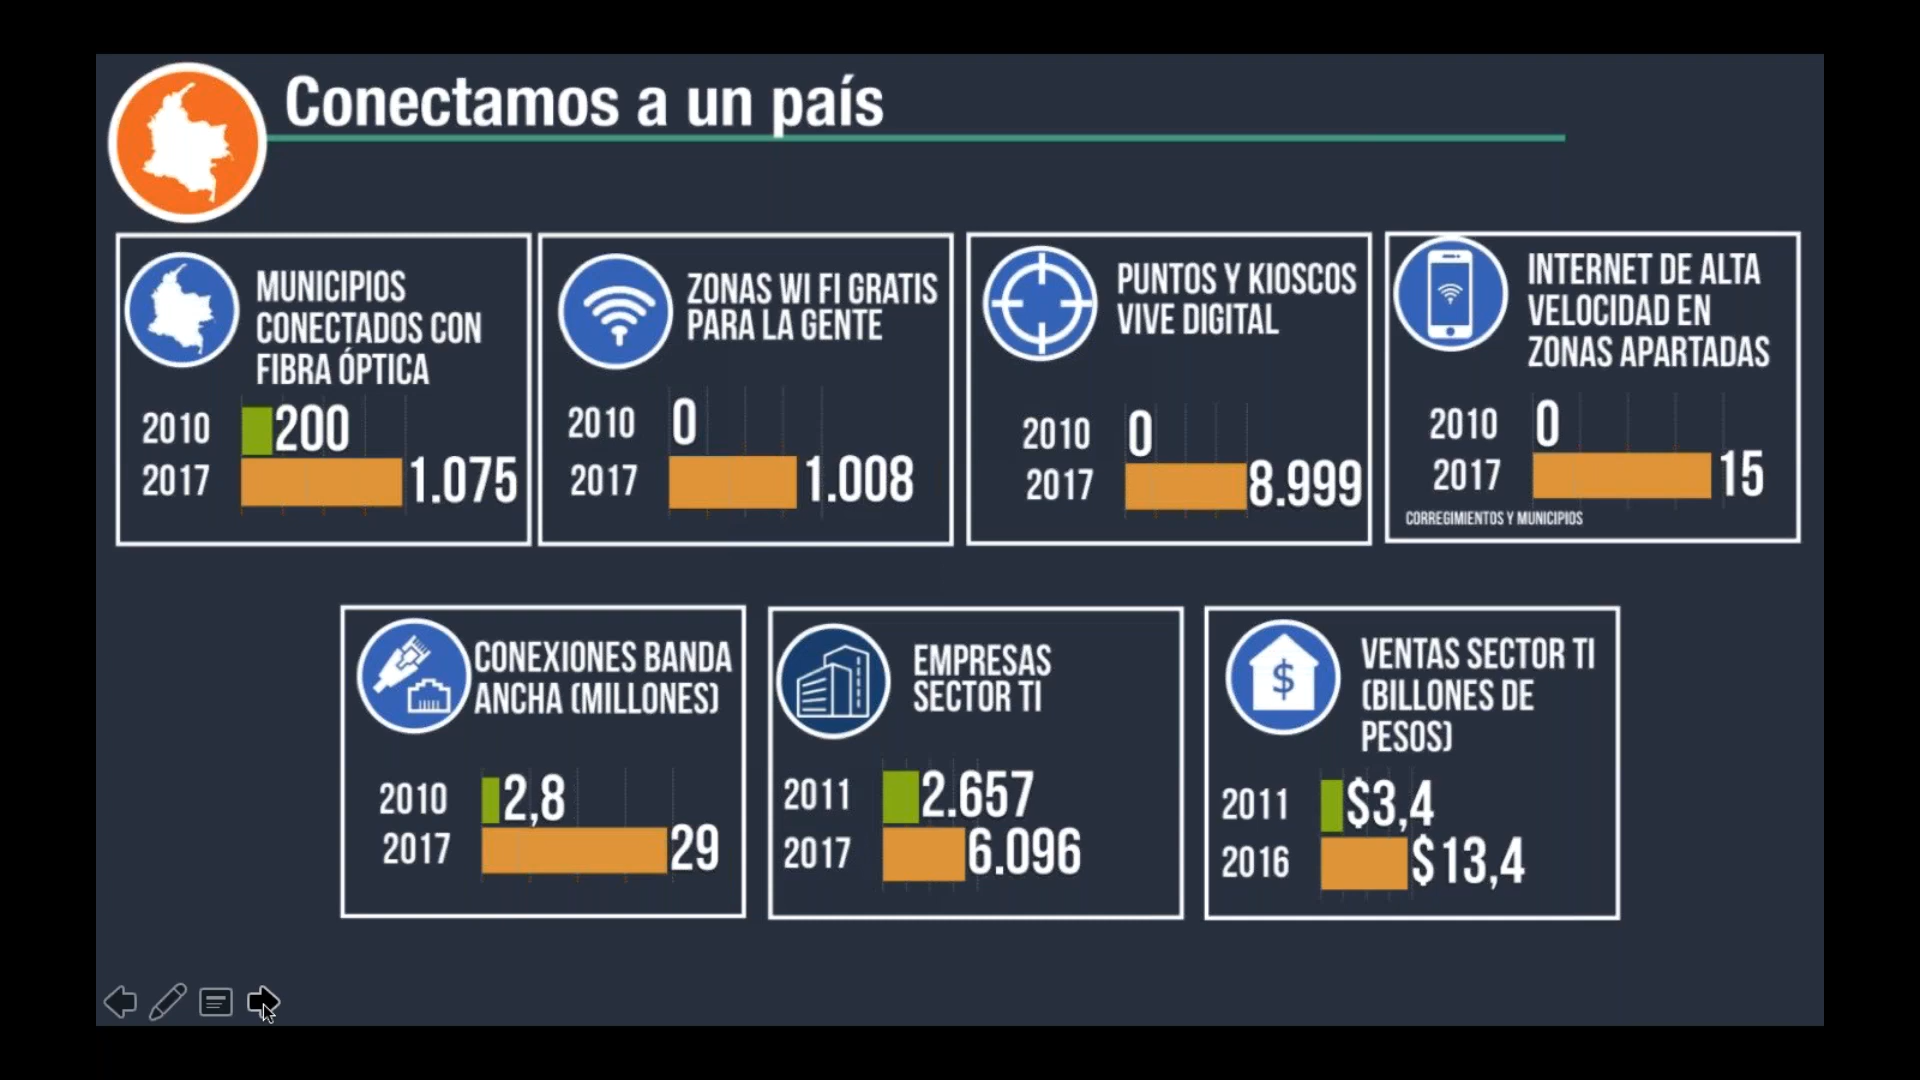 Conectamos a un país
MUNICIPIOS
CONECTADOS CON
FIBRA ÓPTICA
2010 200
2017 1.075
ZONAS WI FI GRATIS
PARA LA GENTE
2010 0
2017 1.008
PUNTOS Y KIOSCOS
VIVE DIGITAL
2010 0
2017 8.999
INTERNET DE ALTA
VELOCIDAD EN
ZONAS APARTADAS
2010 0
2017 15
CORREGIMIENTOS Y MUNICIPIOS
CONEXIONES BANDA
ANCHA (MILLONES)
2010 2,8
2017 29
EMPRESAS
SECTOR TI
2011 2.657
2017 6.096
$
VENTAS SECTOR TI
(BILLONES DE
PESOS)
2011 $3,4
2016 $13,4